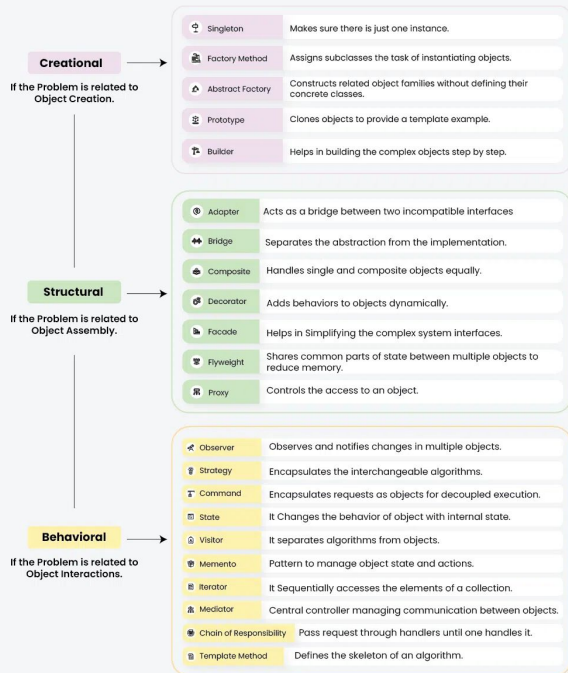 Creational
If the Problem is related to
Object Creation.
Singleton
Makes sure there is just one instance.
Factory Method
Assigns subclasses the task of instantiating objects.
Abstract Factory
Constructs related object families without defining their
concrete classes.
Prototype
Clones objects to provide a template example.
Builder
Helps in building the complex objects step by step.
Structural
If the Problem is related to
Object Assembly.
Adapter
Acts as a bridge between two incompatible interfaces
Bridge
Separates the abstraction from the implementation.
Composite
Handles single and composite objects equally.
Decorator
Adds behaviors to objects dynamically.
Facade
Helps in Simplifying the complex system interfaces.
Flyweight
Shares common parts of state between multiple objects to
reduce memory.
Proxy
Controls the access to an object.
Behavioral
If the Problem is related to
Object Interactions.
Observer
Observes and notifies changes in multiple objects.
Strategy
Encapsulates the interchangeable algorithms.
Command
Encapsulates requests as objects for decoupled execution.
State
It Changes the behavior of object with internal state.
Visitor
It separates algorithms from objects.
Memento
Pattern to manage object state and actions.
Iterator
It Sequentially accesses the elements of a collection.
Mediator
Central controller managing communication between objects.
Chain of Responsibility
Pass request through handlers until one handles it.
Template Method
Defines the skeleton of an algorithm.